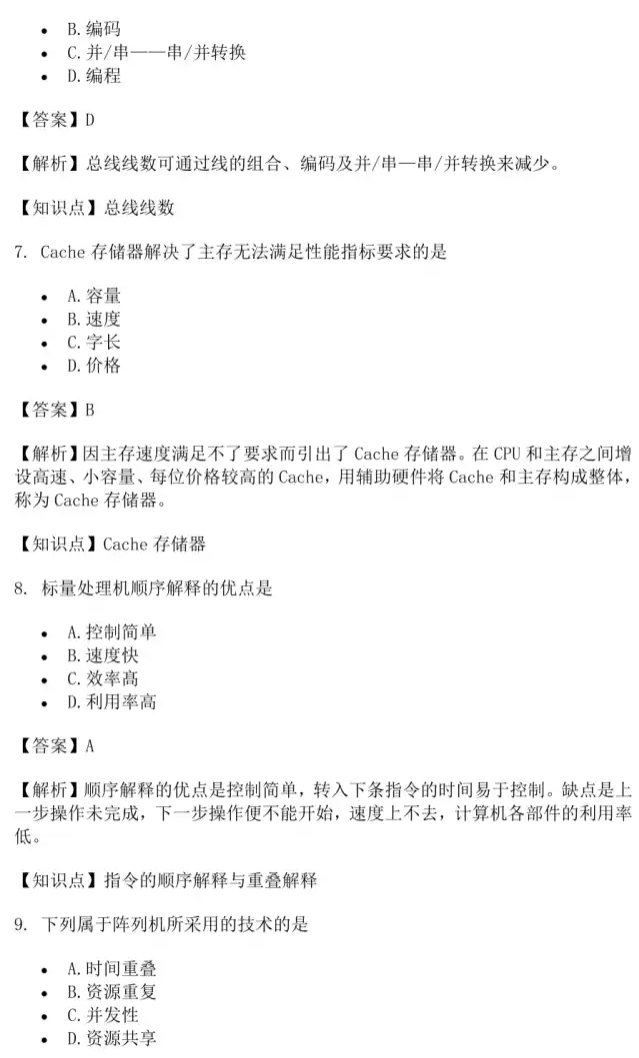 B. 编码
C. 并/串——串/并转换
D. 编程
【答案】D
【解析】总线线数可通过线的组合、编码及并/串—串/并转换来减少。
【知识点】总线线数
7. Cache 存储器解决了主存无法满足性能指标要求的是
A. 容量
B. 速度
C. 字长
D. 价格
【答案】B
【解析】因主存速度满足不了要求而引出了 Cache 存储器。在 CPU 和主存之间增
设高速、小容量、每位价格较高的 Cache，用辅助硬件将 Cache 和主存构成整体，
称为 Cache 存储器。
【知识点】Cache 存储器
8. 标量处理机顺序解释的优点是
A. 控制简单
B. 速度快
C. 效率髙
D. 利用率高
【答案】A
【解析】顺序解释的优点是控制简单，转入下条指令的时间易于控制。缺点是上
一步操作未完成，下一步操作便不能开始，速度上不去，计算机各部件的利用率
低。
【知识点】指令的顺序解释与重叠解释
9. 下列属于阵列机所采用的技术的是
A. 时间重叠
B. 资源重复
C. 并发性
D. 资源共享